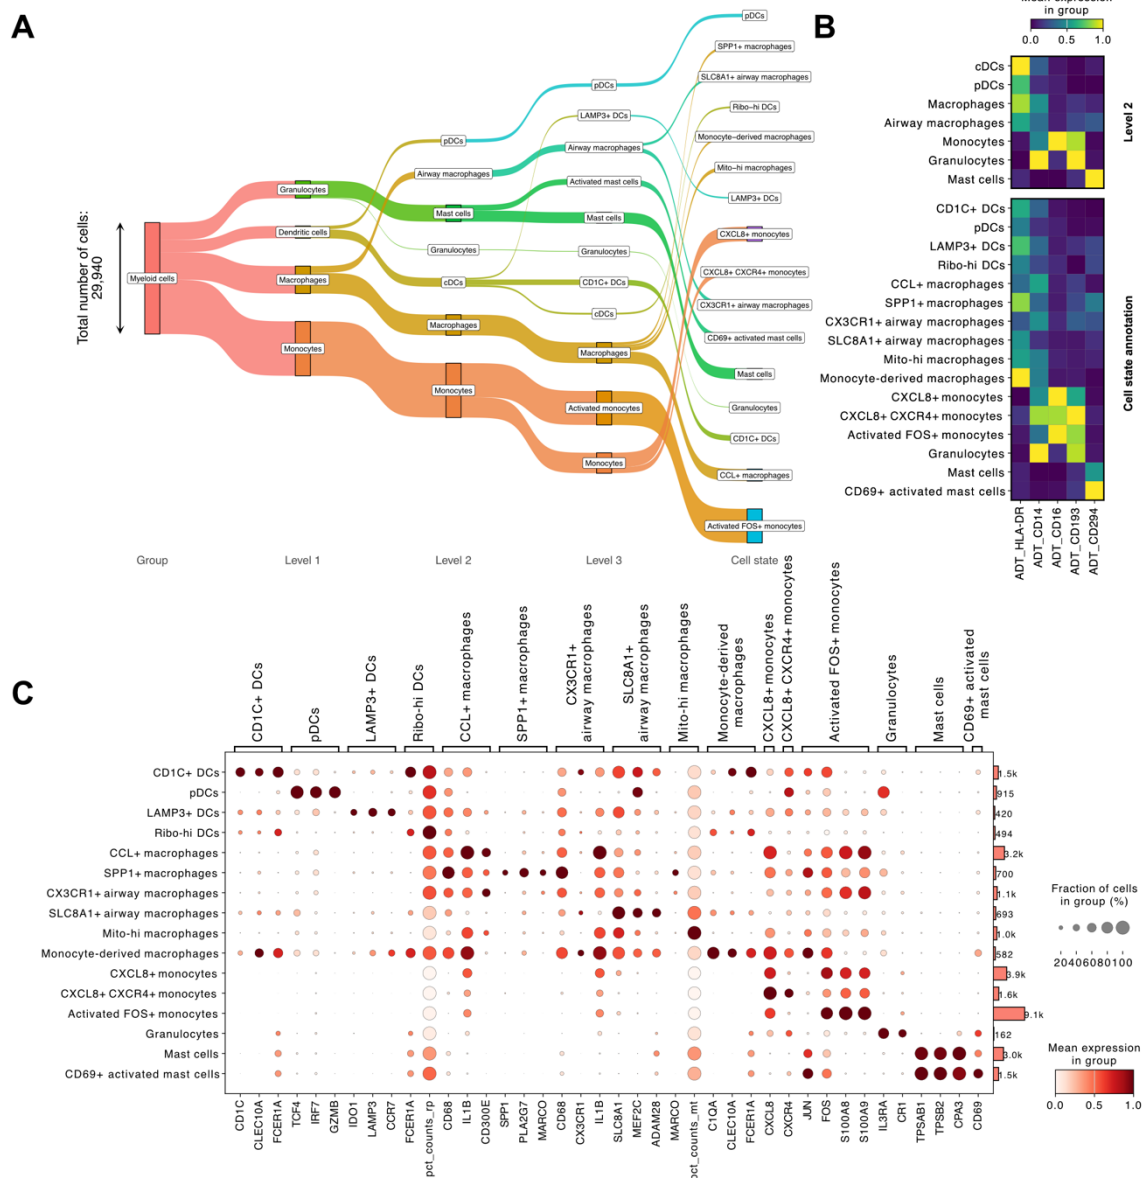 A
Total number of cells:
29,940
Myeloid cells
Granulocytes
Dendritic cells
Macrophages
Monocytes
pDCs
Airway macrophages
Mast cells
Granulocytes
cDCs
Macrophages
Monocytes
pDCs
LAMP3+ DCs
Airway macrophages
Activated mast cells
Mast cells
Granulocytes
CD1C+ DCs
cDCs
Macrophages
Activated monocytes
Monocytes
pDCs
SPP1+ macrophages
SLC8A1+ airway macrophages
Ribo-hi DCs
Monocyte-derived macrophages
Mito-hi macrophages
LAMP3+ DCs
CXCL8+ monocytes
CXCL8+ CXCR4+ monocytes
CX3CR1+ airway macrophages
CD69+ activated mast cells
Mast cells
Granulocytes
CD1C+ DCs
CCL+ macrophages
Activated FOS+ monocytes
Group
Level 1
Level 2
Level 3
Cell state
B
Mean expression
in group
0.0 0.5 1.0
cDCs
pDCs
Macrophages
Airway macrophages
Monocytes
Granulocytes
Mast cells
Level 2
CD1C+ DCs
pDCs
LAMP3+ DCs
Ribo-hi DCs
CCL+ macrophages
SPP1+ macrophages
CX3CR1+ airway macrophages
SLC8A1+ airway macrophages
Mito-hi macrophages
Monocyte-derived macrophages
CXCL8+ monocytes
CXCL8+ CXCR4+ monocytes
Activated FOS+ monocytes
Granulocytes
Mast cells
CD69+ activated mast cells
Cell state annotation
ADT_HLA-DR
ADT_CD14
ADT_CD16
ADT_CD193
ADT_CD294
C
CD1C+ DCs
pDCs
LAMP3+ DCs
Ribo-hi DCs
CCL+ macrophages
SPP1+ macrophages
CX3CR1+
airway macrophages
SLC8A1+
airway macrophages
Mito-hi macrophages
Monocyte-derived
macrophages
CXCL8+ monocytes
CXCL8+ CXCR4+ monocytes
Activated FOS+ monocytes
Granulocytes
Mast cells
CD69+ activated
mast cells
CD1C+ DCs 1.5k
pDCs 915
LAMP3+ DCs 420
Ribo-hi DCs 494
CCL+ macrophages 3.2k
SPP1+ macrophages 700
CX3CR1+ airway macrophages 1.1k
SLC8A1+ airway macrophages 693
Mito-hi macrophages 1.0k
Monocyte-derived macrophages 582
CXCL8+ monocytes 3.9k
CXCL8+ CXCR4+ monocytes 1.6k
Activated FOS+ monocytes 9.1k
Granulocytes 162
Mast cells 3.0k
CD69+ activated mast cells 1.5k
CD1C
CLEC10A
FCER1A
TCF4
IRF7
GZMB
IDO1
LAMP3
CCR7
FCER1A
pct_counts_rp
CD68
IL1B
CD300E
SPP1
PLA2G7
MARCO
CD68
CX3CR1
IL1B
SLC8A1
MEF2C
ADAM28
MARCO
pct_counts_mt
C1QA
CLEC10A
FCER1A
CXCL8
CXCR4
JUN
FOS
S100A8
S100A9
IL3RA
CR1
TPSAB1
TPSB2
CPA3
CD69
Fraction of cells
in group (%)
20 40 60 80 100
Mean expression
in group
0.0 0.5 1.0